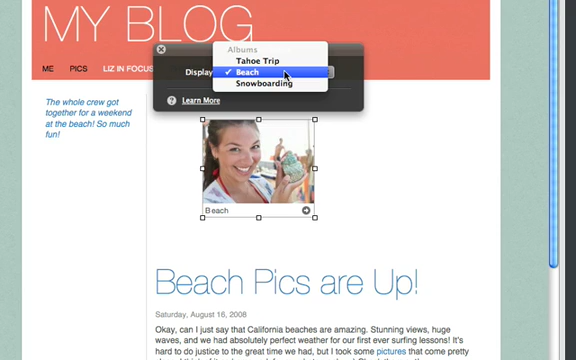 MY BLOG
Albums
Tahoe Trip
ME PICS LIZ IN FOCUS
Display
✓ Beach
Snowboarding
? Learn More
The whole crew got
together for a weekend
at the beach! So much
fun!
Beach
Beach Pics are Up!
Saturday, August 16, 2008
Okay, can I just say that California beaches are amazing. Stunning views, huge
waves, and we had absolutely perfect weather for our first ever surfing lessons! It's
hard to do justice to the great time we had, but I took some pictures that come pretty